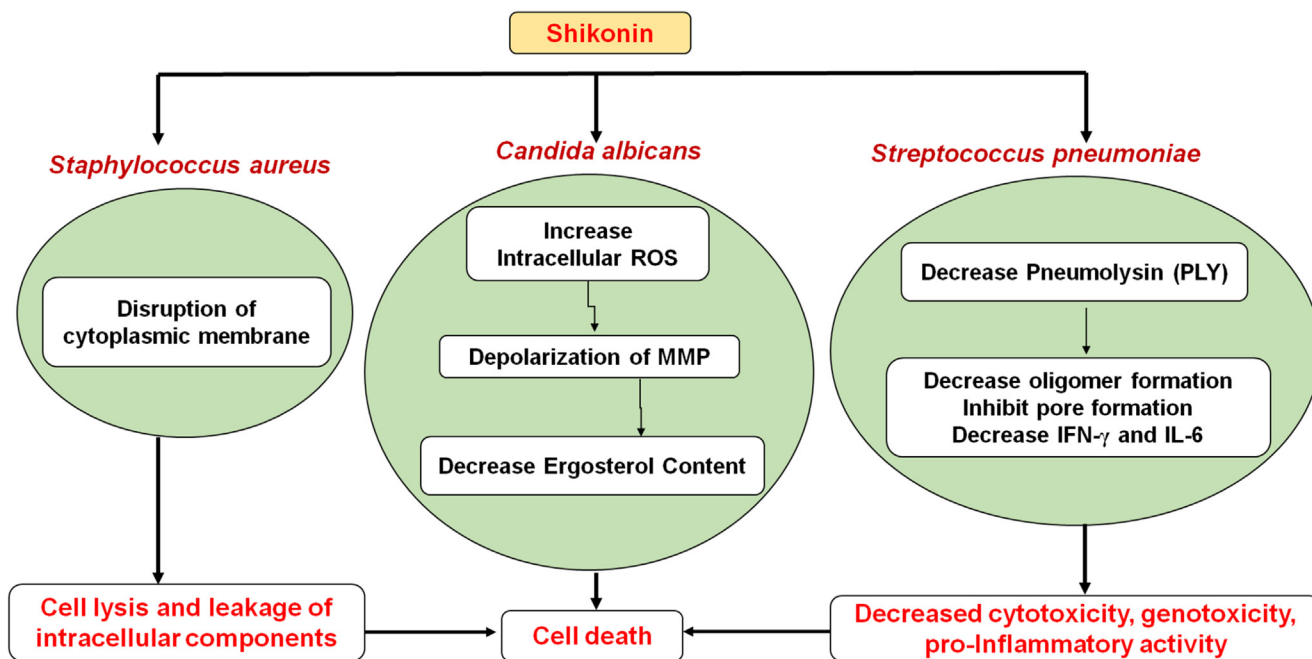 Shikonin
Staphylococcus aureus
Disruption of
cytoplasmic membrane
Cell lysis and leakage of
intracellular components
Candida albicans
Increase
Intracellular ROS
Depolarization of MMP
Decrease Ergosterol Content
Cell death
Streptococcus pneumoniae
Decrease Pneumolysin (PLY)
Decrease oligomer formation
Inhibit pore formation
Decrease IFN-γ and IL-6
Decreased cytotoxicity, genotoxicity,
pro-Inflammatory activity